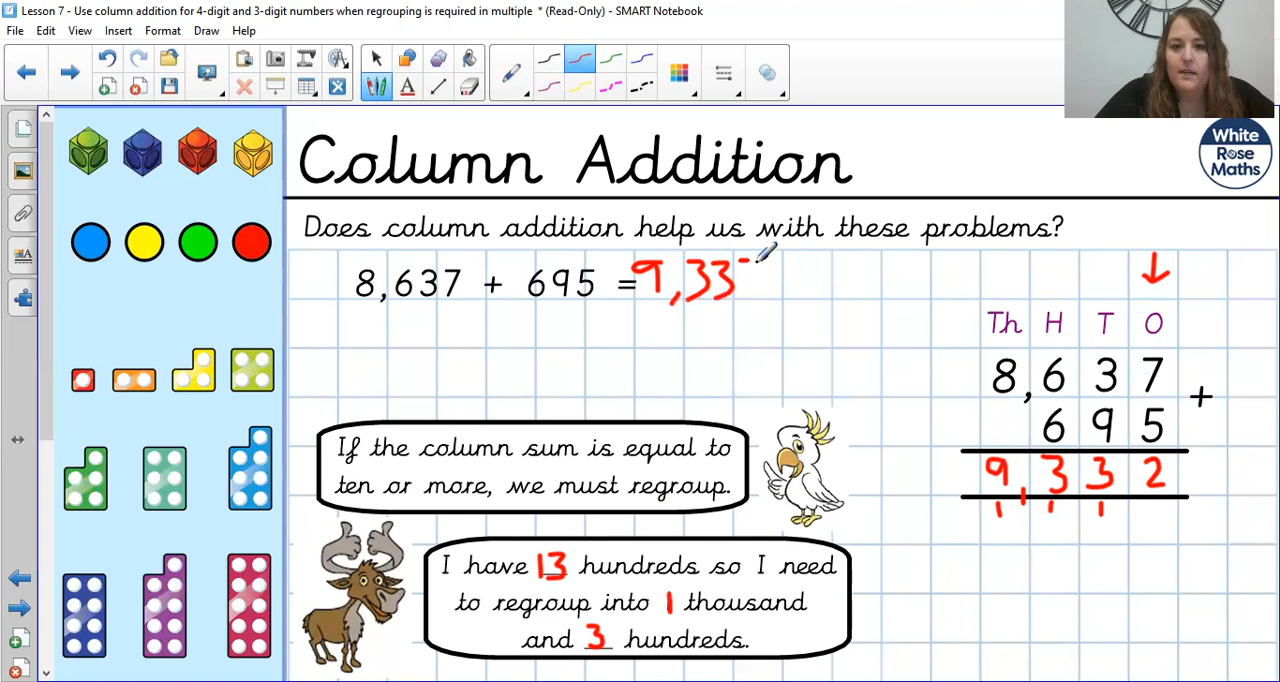 Lesson 7 - Use column addition for 4-digit and 3-digit numbers when regrouping is required in multiple * (Read-Only) - SMART Notebook
File Edit View Insert Format Draw Help
White Rose Maths
Column Addition
Does column addition help us with these problems?
8,637 + 695 = 9,33
Th H T O
8,637 +
695
9,332
1 1 1
If the column sum is equal to
ten or more, we must regroup.
I have 13 hundreds so I need
to regroup into 1 thousand
and 3 hundreds.